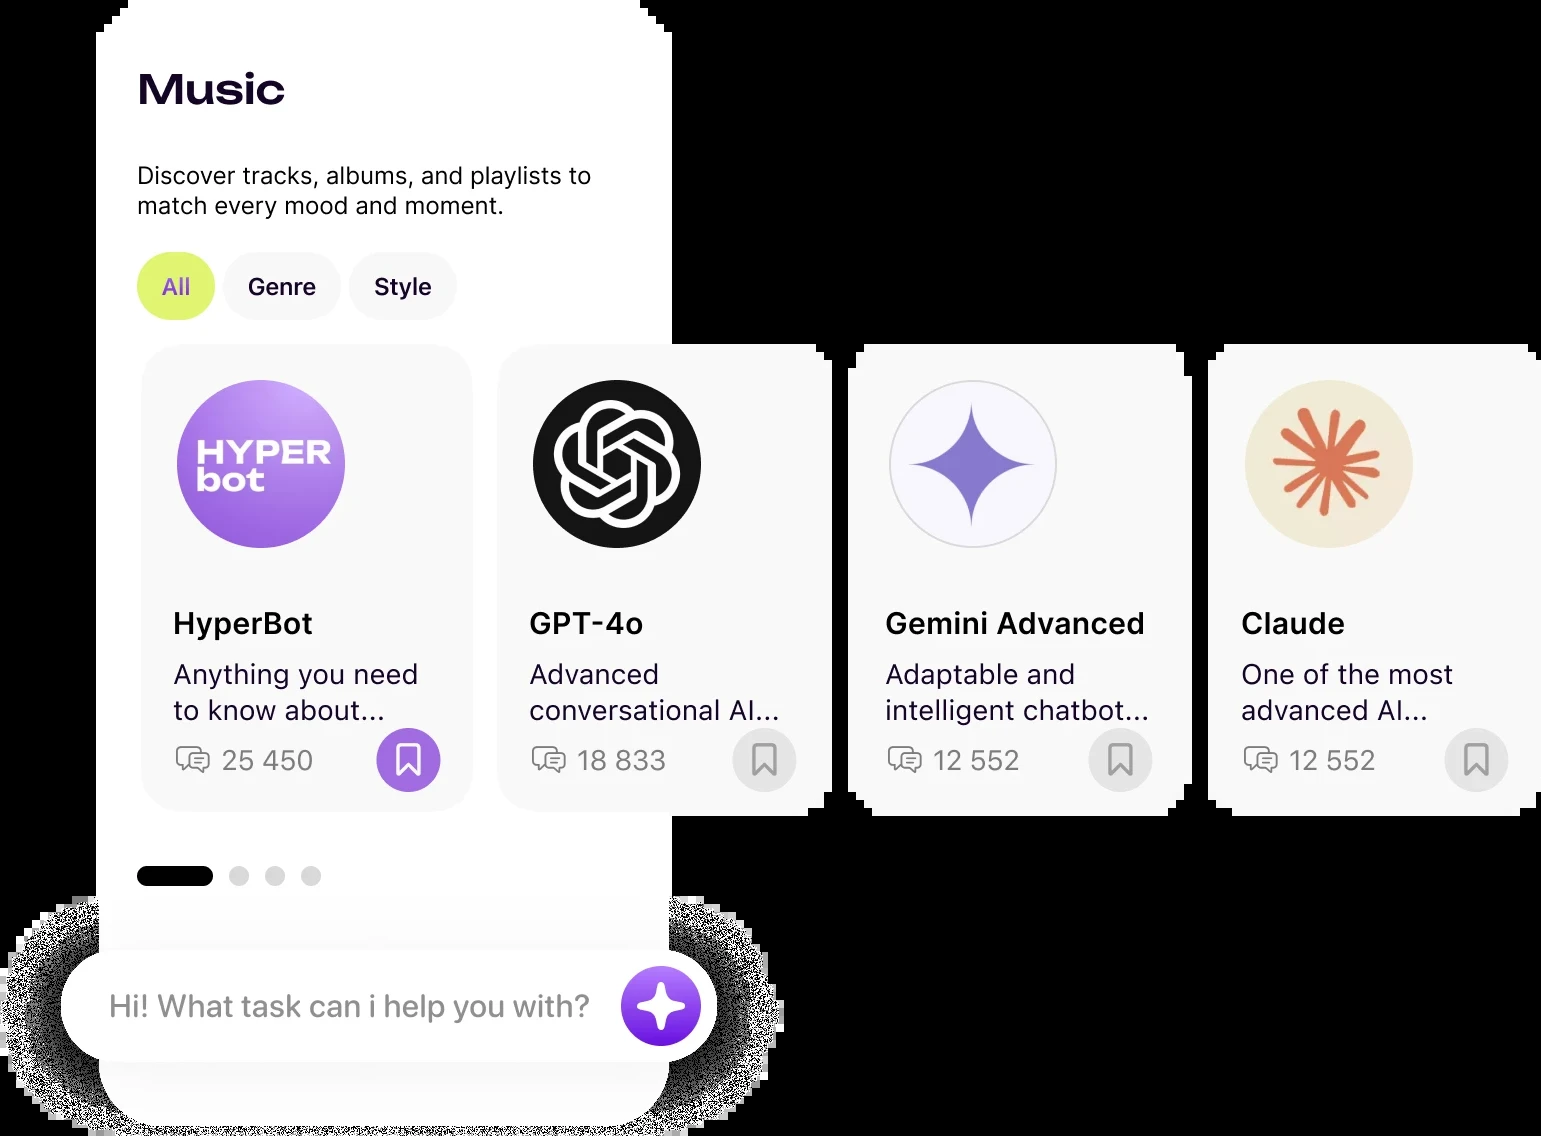 Music
Discover tracks, albums, and playlists to
match every mood and moment.
All
Genre
Style
HYPER
bot
HyperBot
Anything you need
to know about...
25 450
GPT-4o
Advanced
conversational AI...
18 833
Gemini Advanced
Adaptable and
intelligent chatbot...
12 552
Claude
One of the most
advanced AI...
12 552
Hi! What task can i help you with?